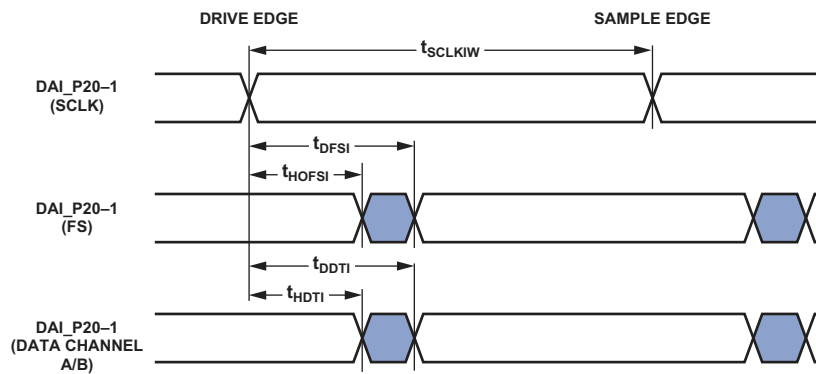 DRIVE EDGE
SAMPLE EDGE
tSCLKIW
DAI_P20–1
(SCLK)
tDFSI
tHOFSI
DAI_P20–1
(FS)
tDDTI
tHDTI
DAI_P20–1
(DATA CHANNEL
A/B)